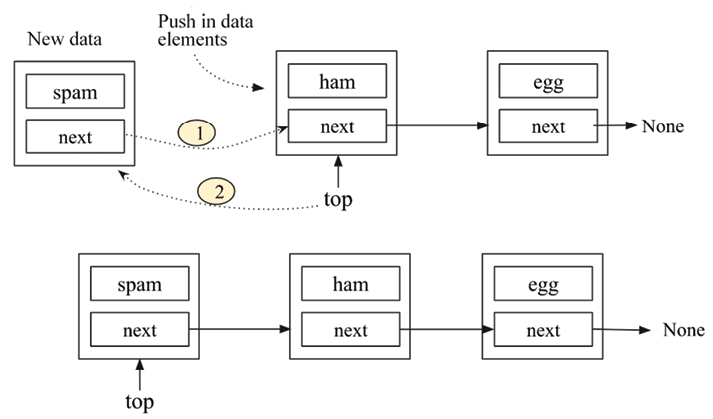 New data
Push in data
elements
spam
next
ham
next
egg
next
None
1
2
top
spam
next
ham
next
egg
next
None
top